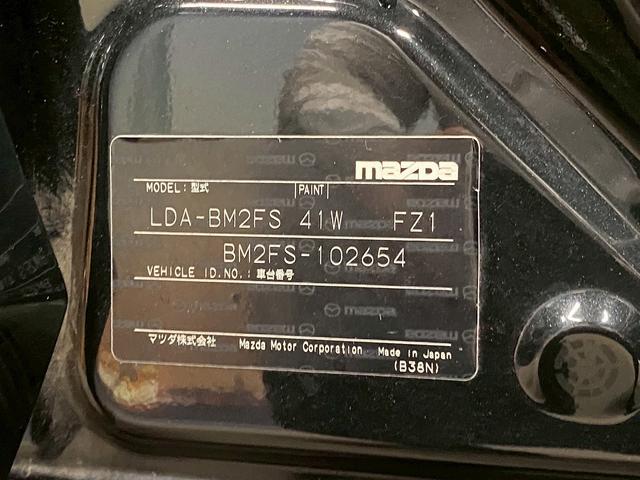 mazda
MODEL:型式 PAINT
LDA-BM2FS 41W FZ1
BM2FS-102654
VEHICLE ID.NO.:車台番号
mazda
マツダ株式会社 Mazda Motor Corporation Made in Japan
(B38N)